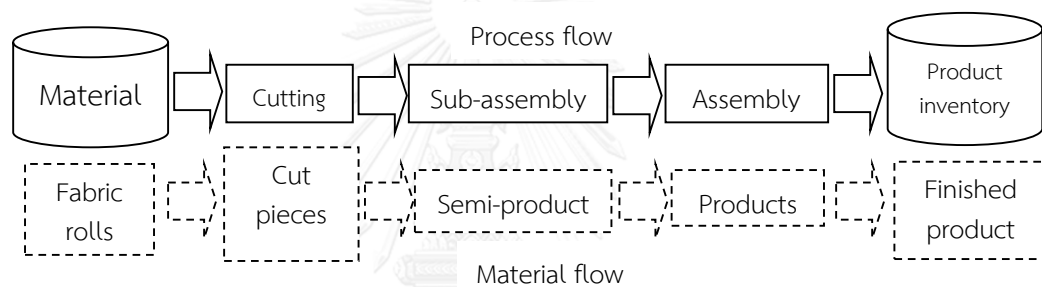 Process flow
Material
Cutting
Sub-assembly
Assembly
Product
inventory
Fabric
rolls
Cut
pieces
Semi-product
Products
Finished
product
Material flow